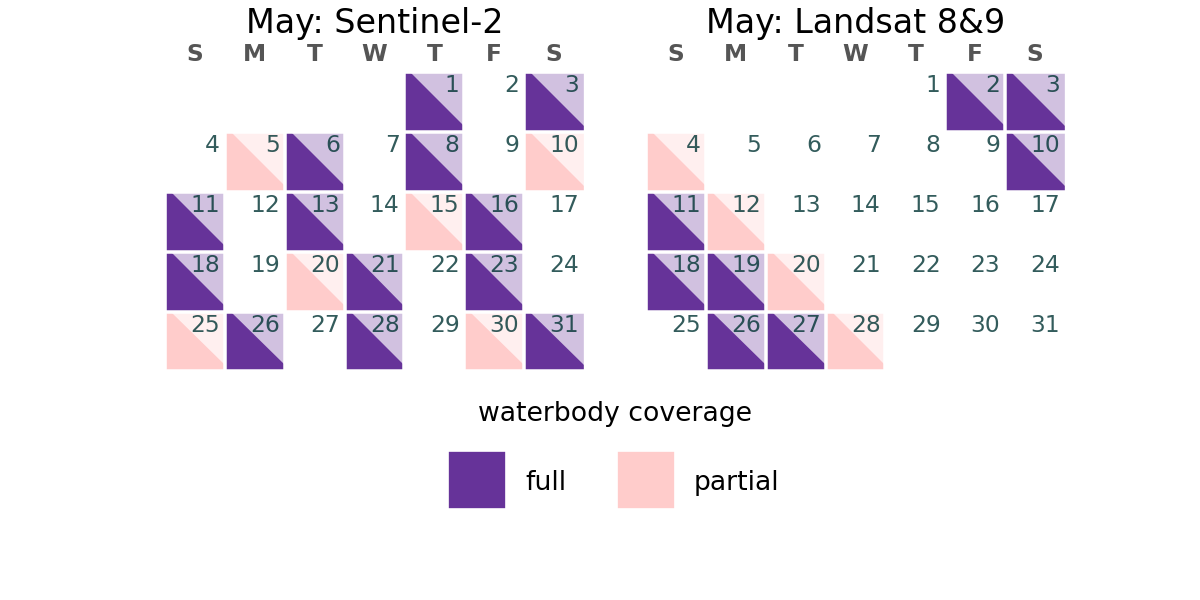 May: Sentinel-2
S M T W T F S
1 2 3
4 5 6 7 8 9 10
11 12 13 14 15 16 17
18 19 20 21 22 23 24
25 26 27 28 29 30 31
May: Landsat 8&9
S M T W T F S
1 2 3
4 5 6 7 8 9 10
11 12 13 14 15 16 17
18 19 20 21 22 23 24
25 26 27 28 29 30 31
waterbody coverage
full partial